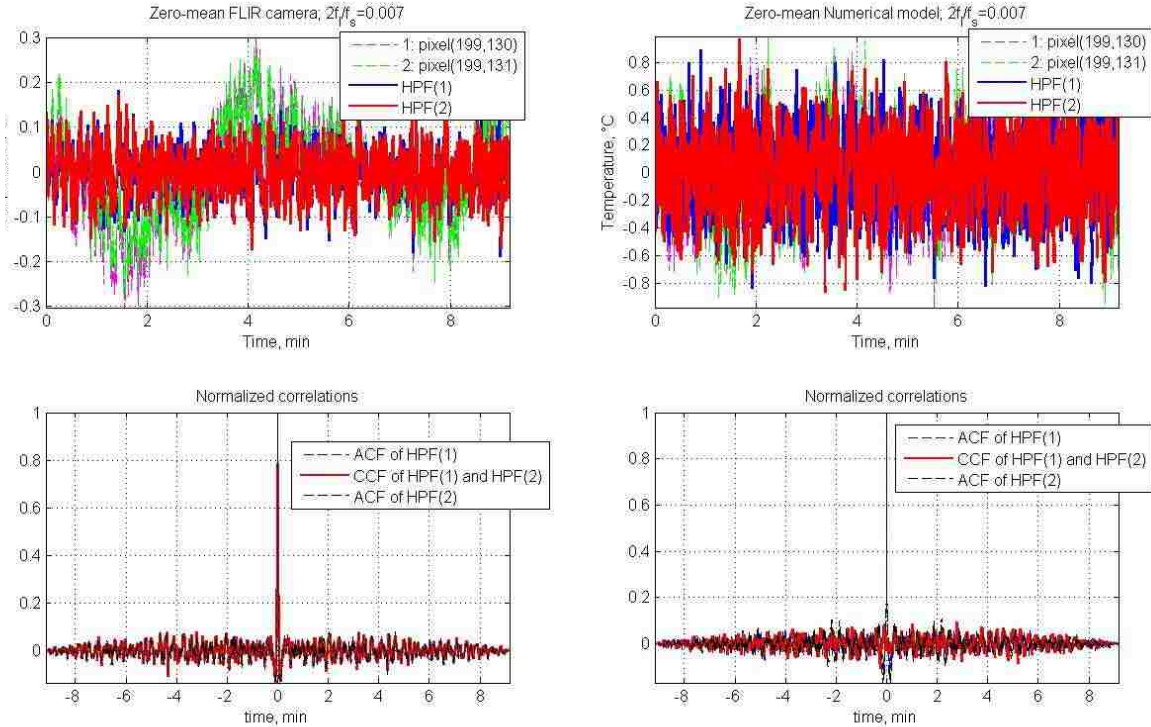 Zero-mean FLIR camera; 2f/fs=0.007
0.3
0.2
0.1
0
-0.1
-0.2
-0.3
0 2 4 6 8
Time, min
1: pixel(199,130)
2: pixel(199,131)
HPF(1)
HPF(2)
Zero-mean Numerical model; 2f/fs=0.007
Temperature, °C
0.8
0.6
0.4
0.2
0
-0.2
-0.4
-0.6
-0.8
0 2 4 6 8
Time, min
1: pixel(199,130)
2: pixel(199,131)
HPF(1)
HPF(2)
Normalized correlations
1
0.8
0.6
0.4
0.2
0
-8 -6 -4 -2 0 2 4 6 8
time, min
ACF of HPF(1)
CCF of HPF(1) and HPF(2)
ACF of HPF(2)
Normalized correlations
1
0.8
0.6
0.4
0.2
0
-8 -6 -4 -2 0 2 4 6 8
time, min
ACF of HPF(1)
CCF of HPF(1) and HPF(2)
ACF of HPF(2)